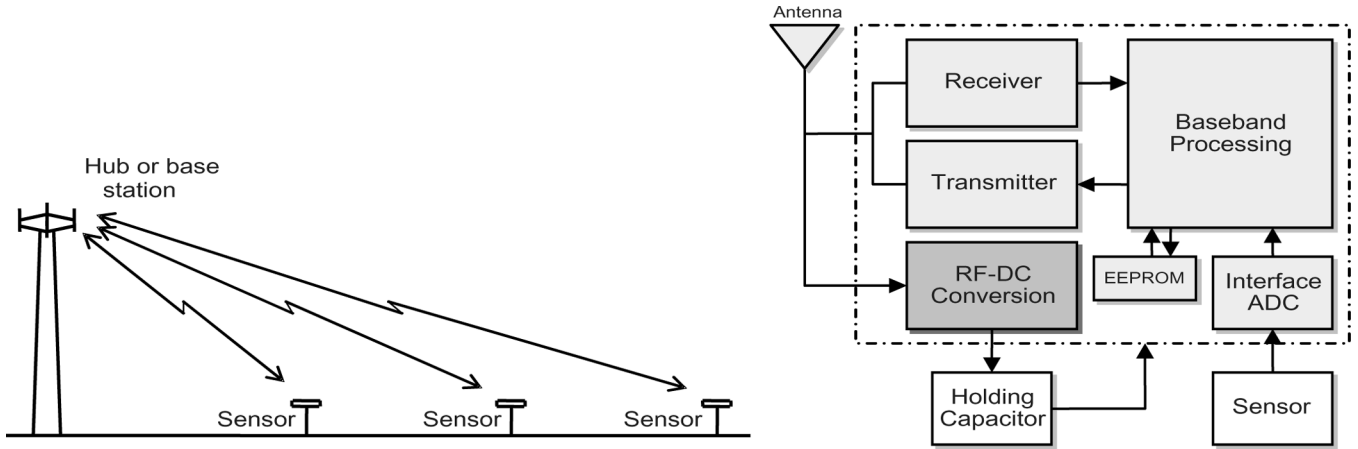 Hub or base
station
Sensor
Sensor
Sensor
Antenna
Receiver
Baseband
Processing
Transmitter
RF-DC
Conversion
EEPROM
Interface
ADC
Holding
Capacitor
Sensor